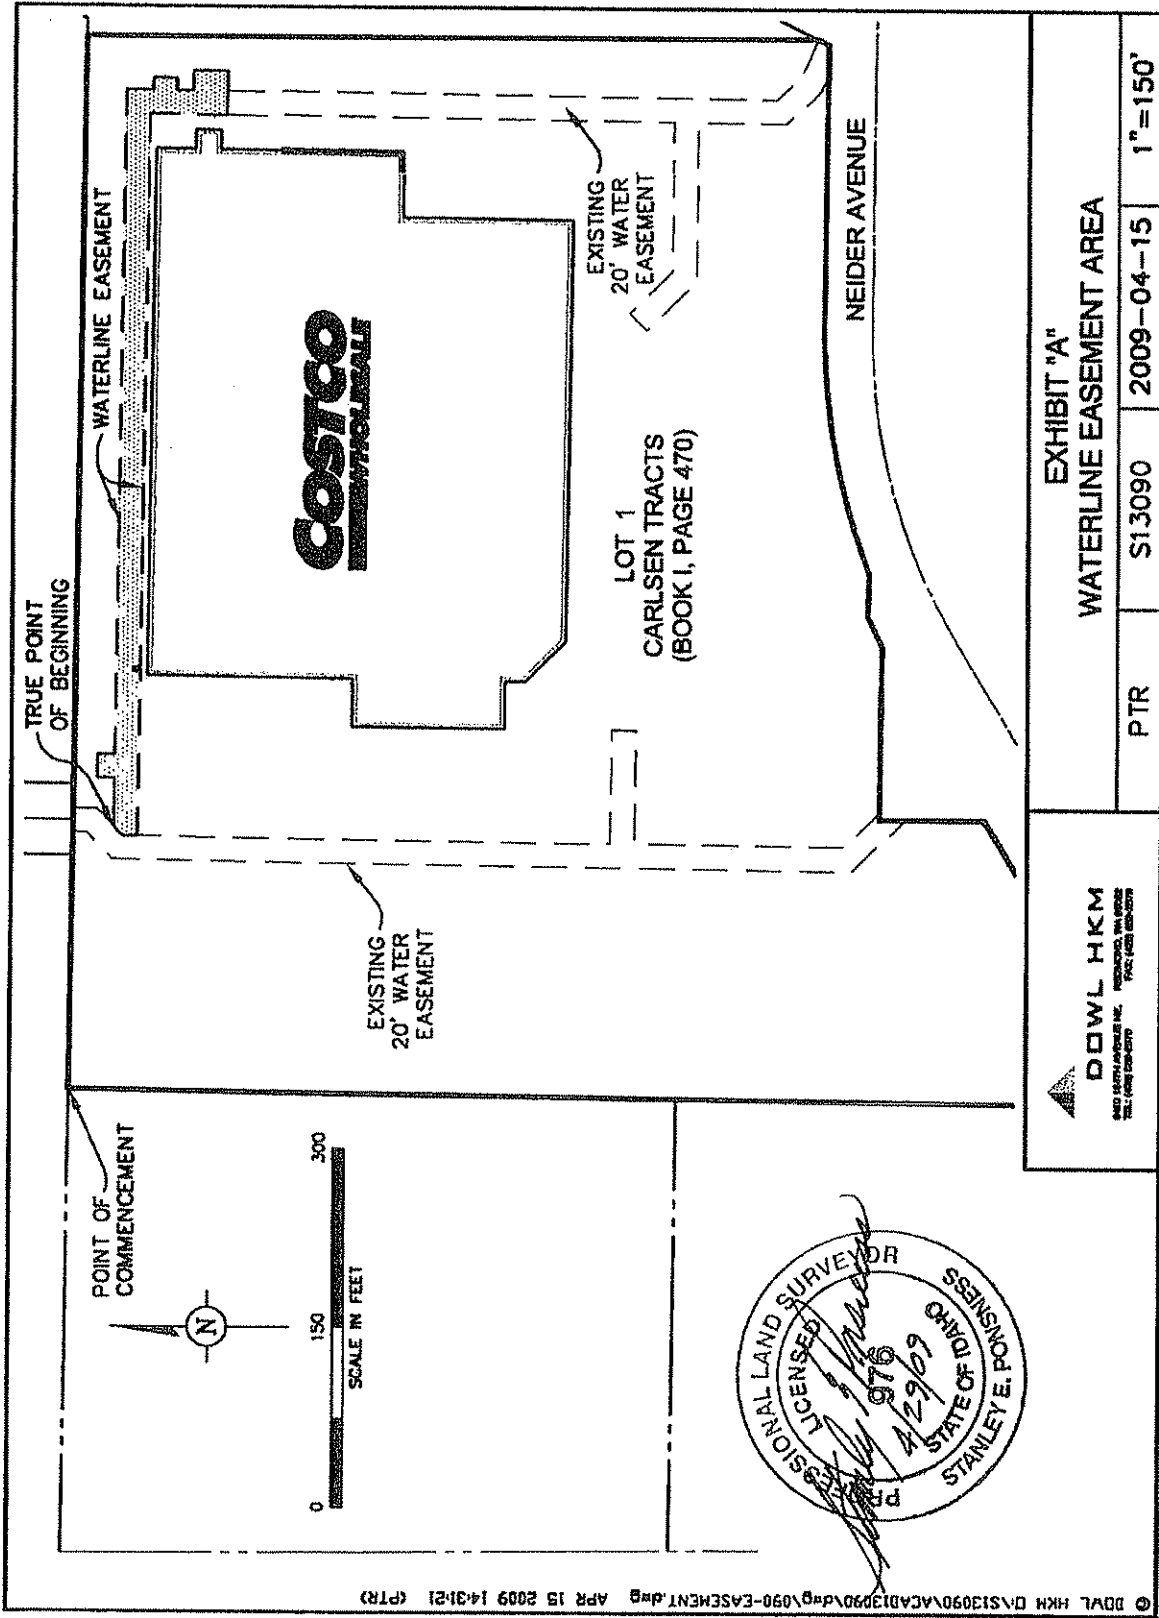 POINT OF
COMMENCEMENT
TRUE POINT
OF BEGINNING
WATERLINE EASEMENT
N
0 150 300
SCALE IN FEET
EXISTING
20' WATER
EASEMENT
COSTCO
WHOLESALE
EXISTING
20' WATER
EASEMENT
LOT 1
CARLSEN TRACTS
(BOOK I, PAGE 470)
NEIDER AVENUE
PROFESSIONAL LAND SURVEYOR
LICENSED
976
4/29/09
STATE OF IDAHO
STANLEY E. PONSNESS
DOWL HKM
EXHIBIT "A"
WATERLINE EASEMENT AREA
PTR S13090 2009-04-15 1"=150'
© DOWL HKM D:\S13090\ACAD\13090\dwg\090-EASEMENT.dwg APR 15 2009 14:31:21 (PTR)